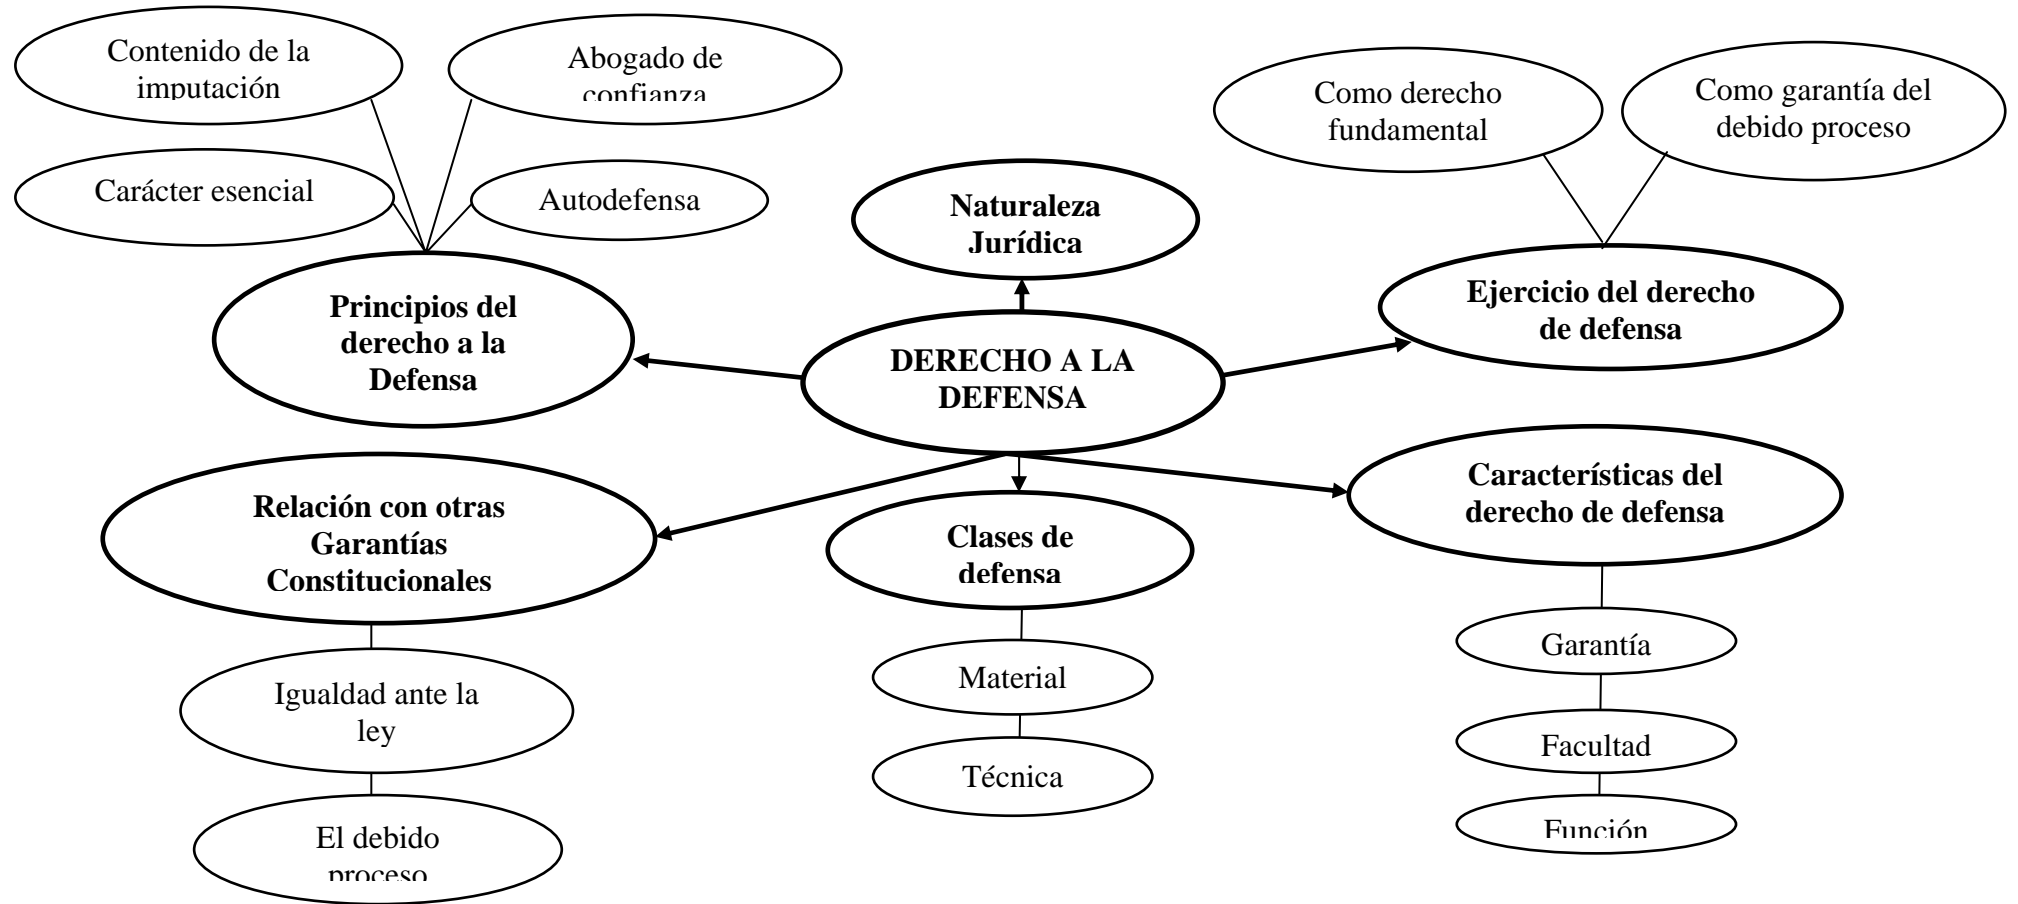 Contenido de la
imputación
Abogado de
confianza
Como derecho
fundamental
Como garantía del
debido proceso
Carácter esencial
Autodefensa
Naturaleza
Jurídica
Principios del
derecho a la
Defensa
Ejercicio del derecho
de defensa
DERECHO A LA
DEFENSA
Relación con otras
Garantías
Constitucionales
Clases de
defensa
Características del
derecho de defensa
Igualdad ante la
ley
Material
Garantía
Técnica
Facultad
El debido
proceso
Función